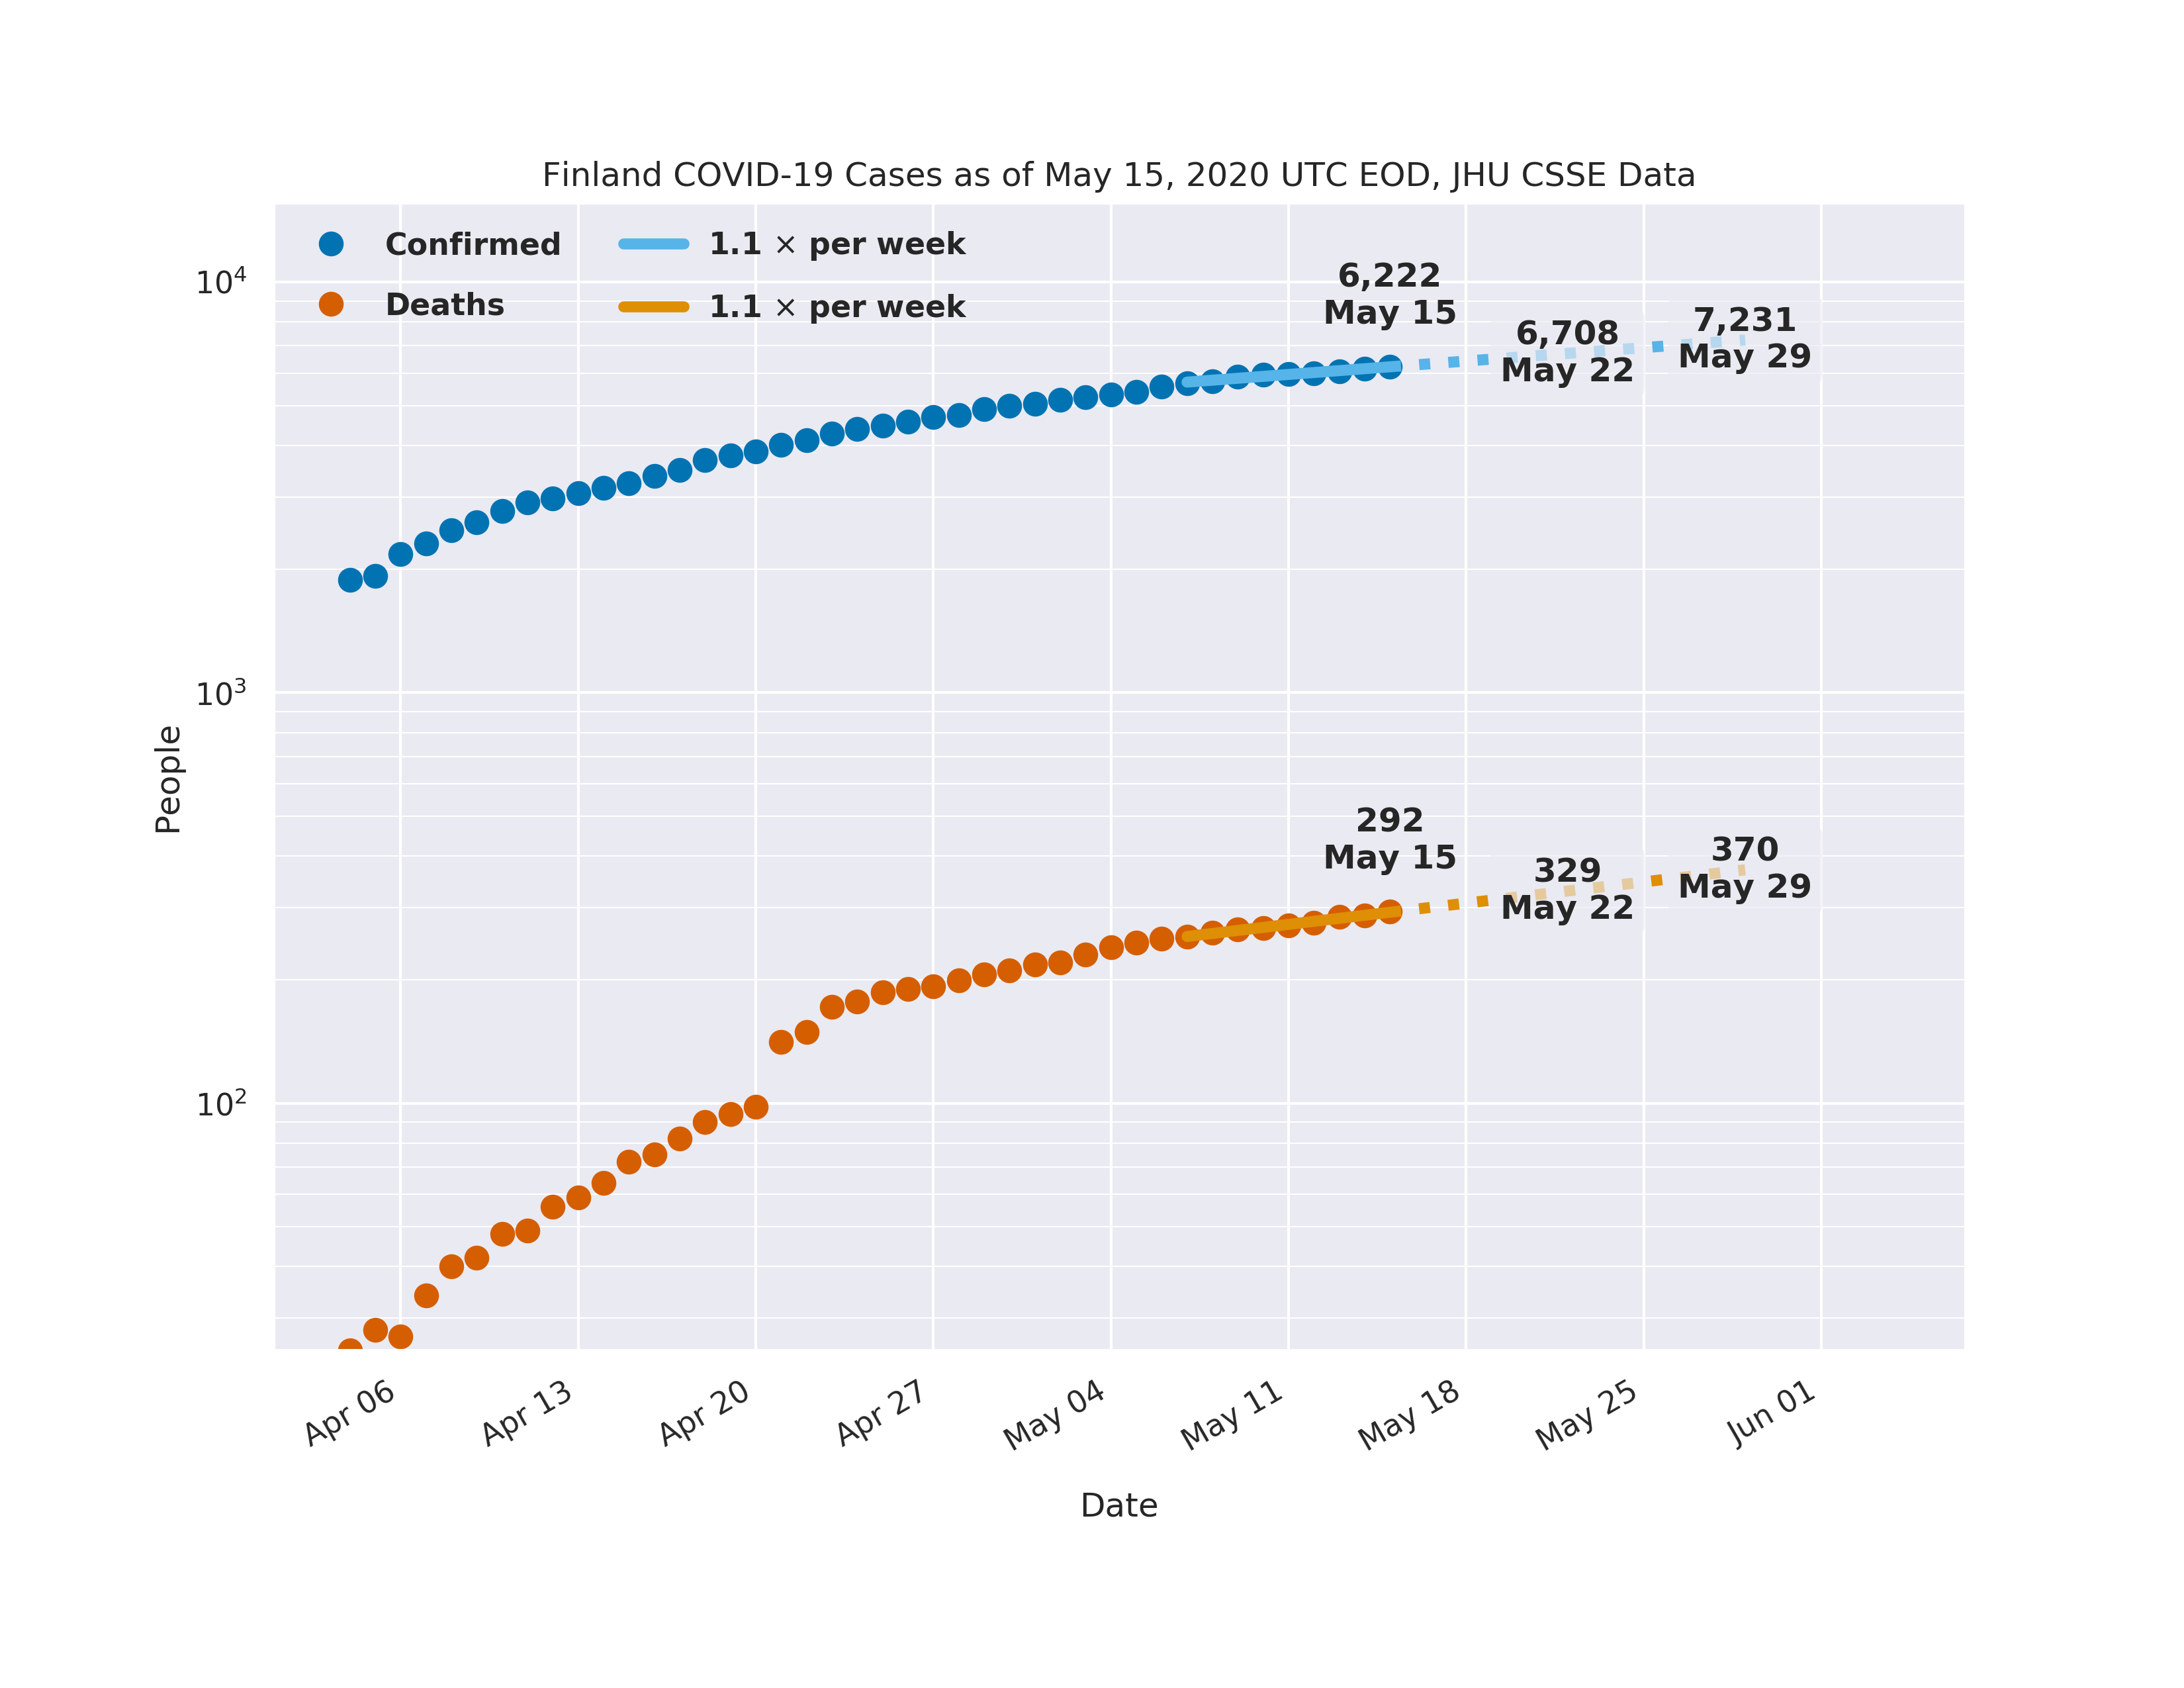 Finland COVID-19 Cases as of May 15, 2020 UTC EOD, JHU CSSE Data
Confirmed
Deaths
1.1 × per week
1.1 × per week
10⁴
10³
10²
People
6,222
May 15
6,708
May 22
7,231
May 29
292
May 15
329
May 22
370
May 29
Apr 06
Apr 13
Apr 20
Apr 27
May 04
May 11
May 18
May 25
Jun 01
Date